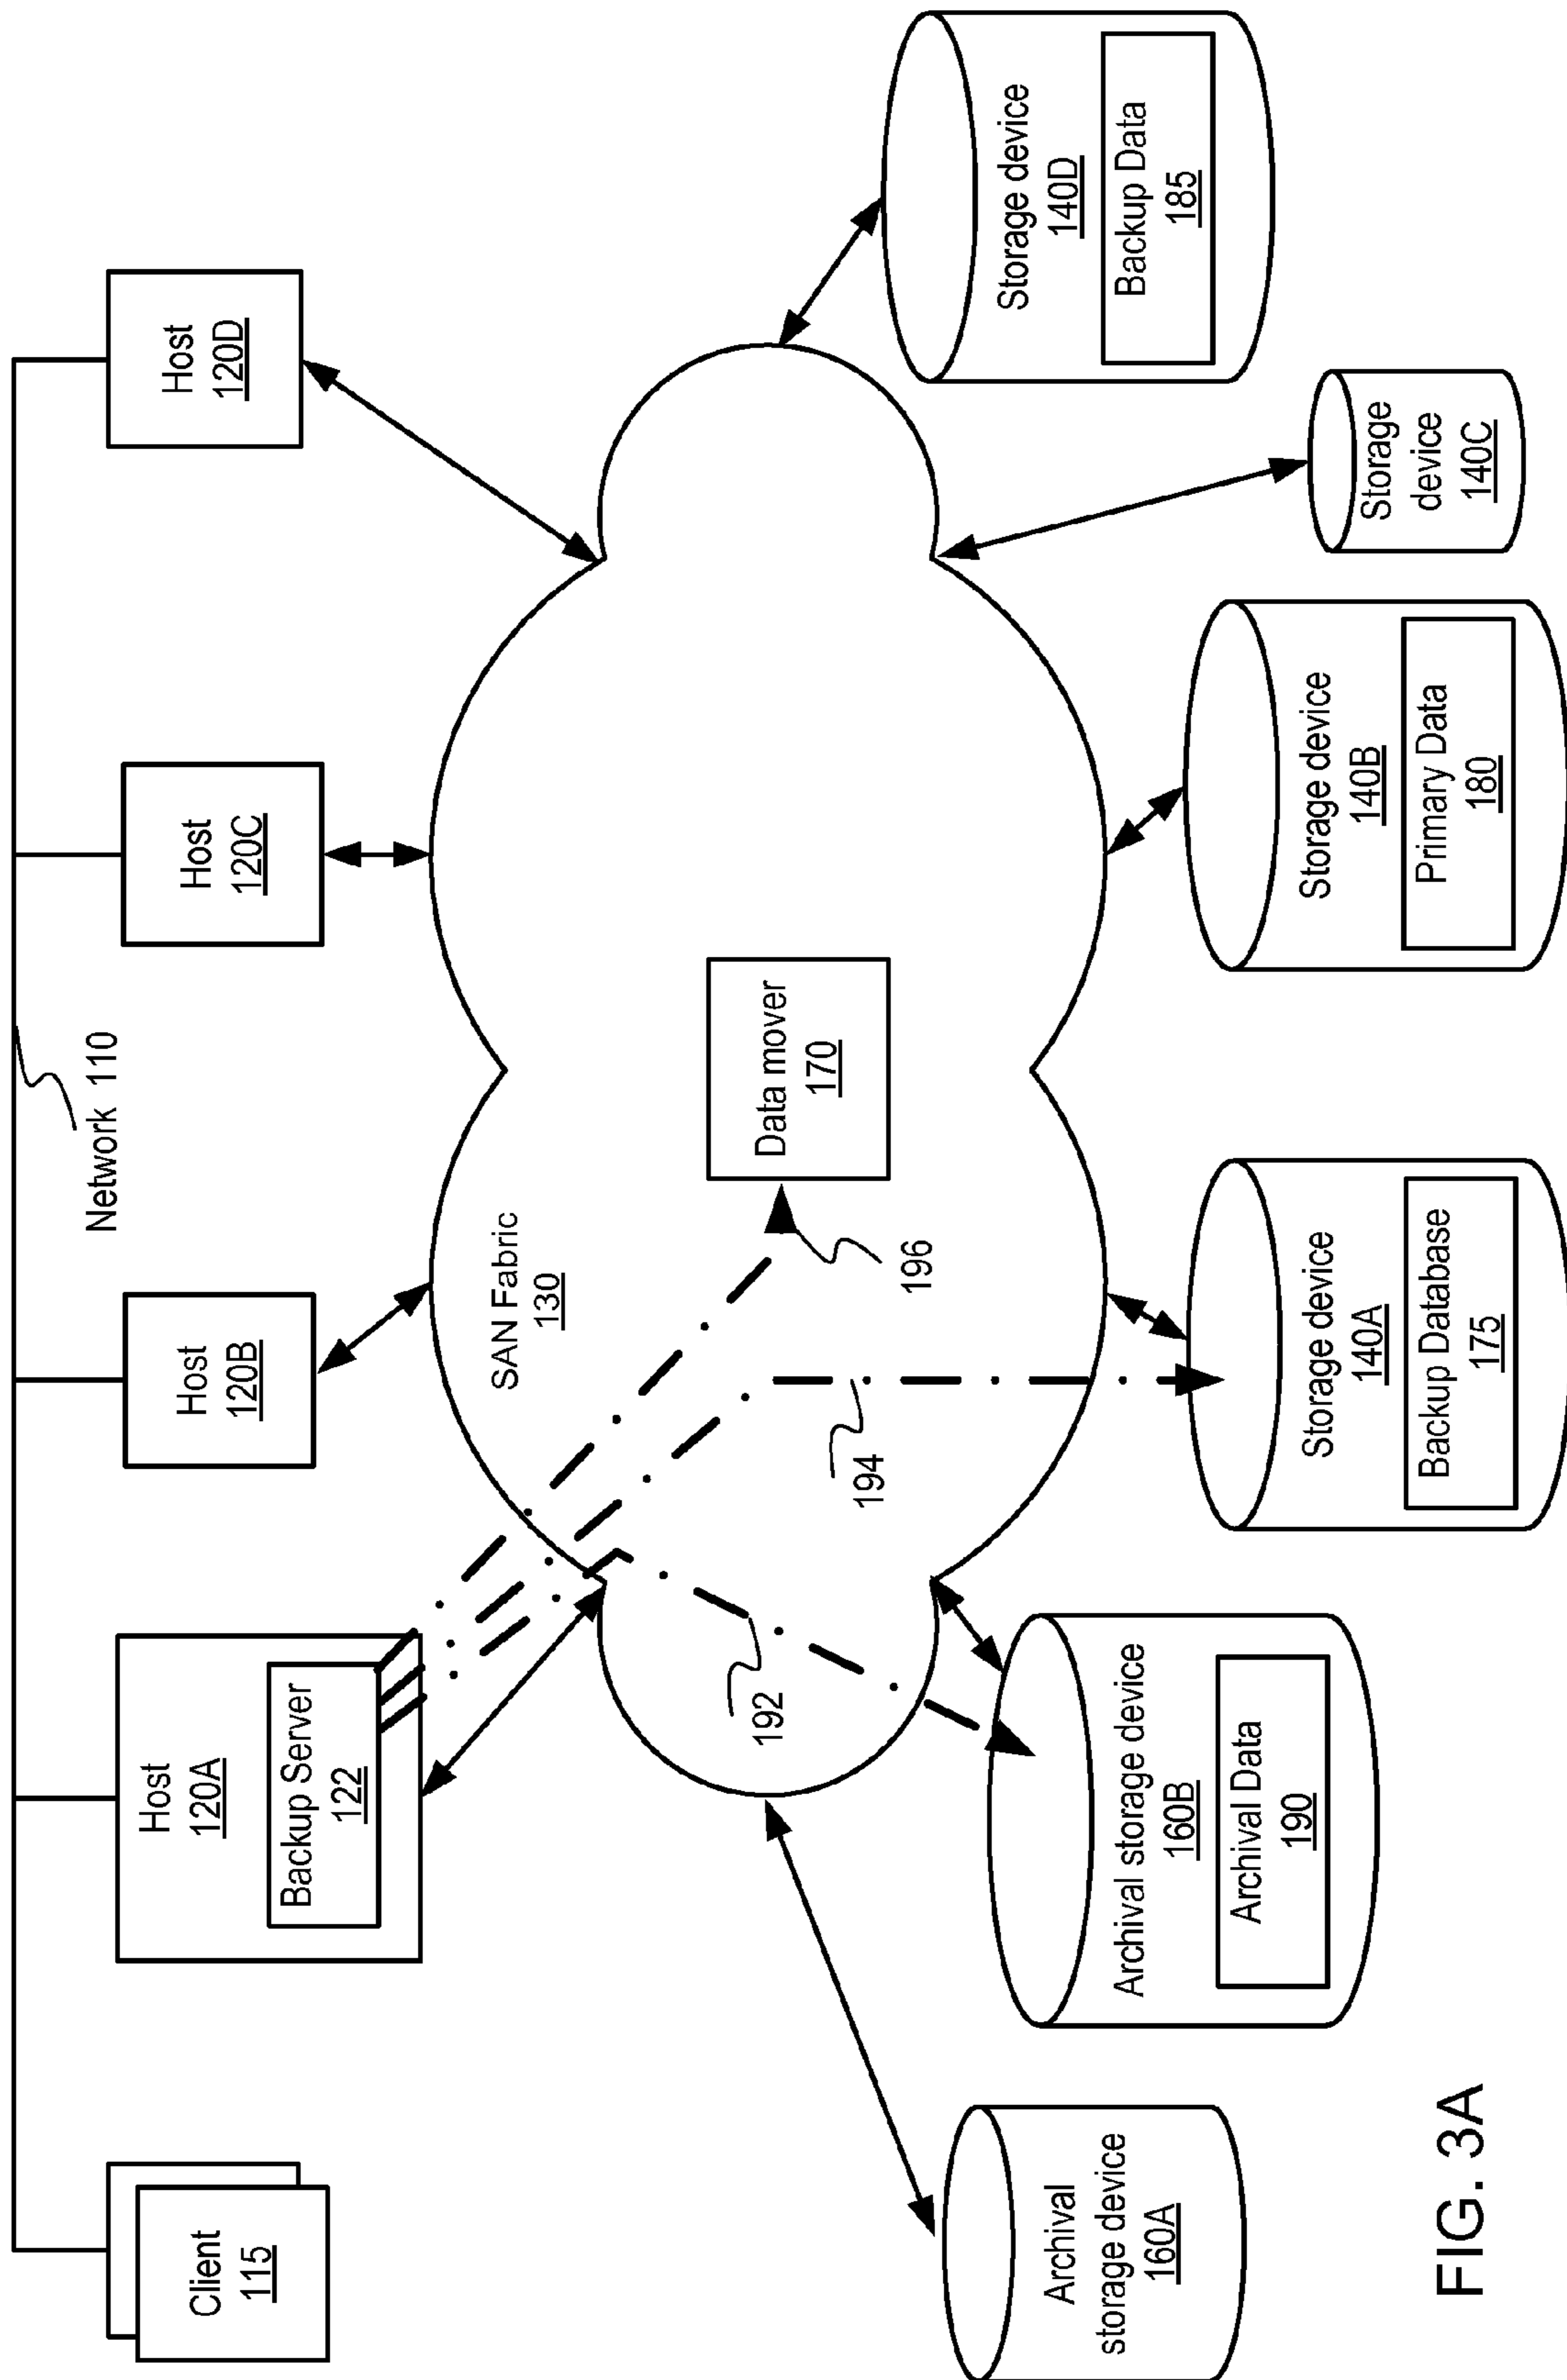 Network 110
Client
115
Host
120A
Backup Server
122
Host
120B
Host
120C
Host
120D
SAN Fabric
130
Data mover
170
192
194
196
Archival
storage device
160A
Archival storage device
160B
Archival Data
190
Storage device
140A
Backup Database
175
Storage device
140B
Primary Data
180
Storage
device
140C
Storage device
140D
Backup Data
185
FIG. 3A